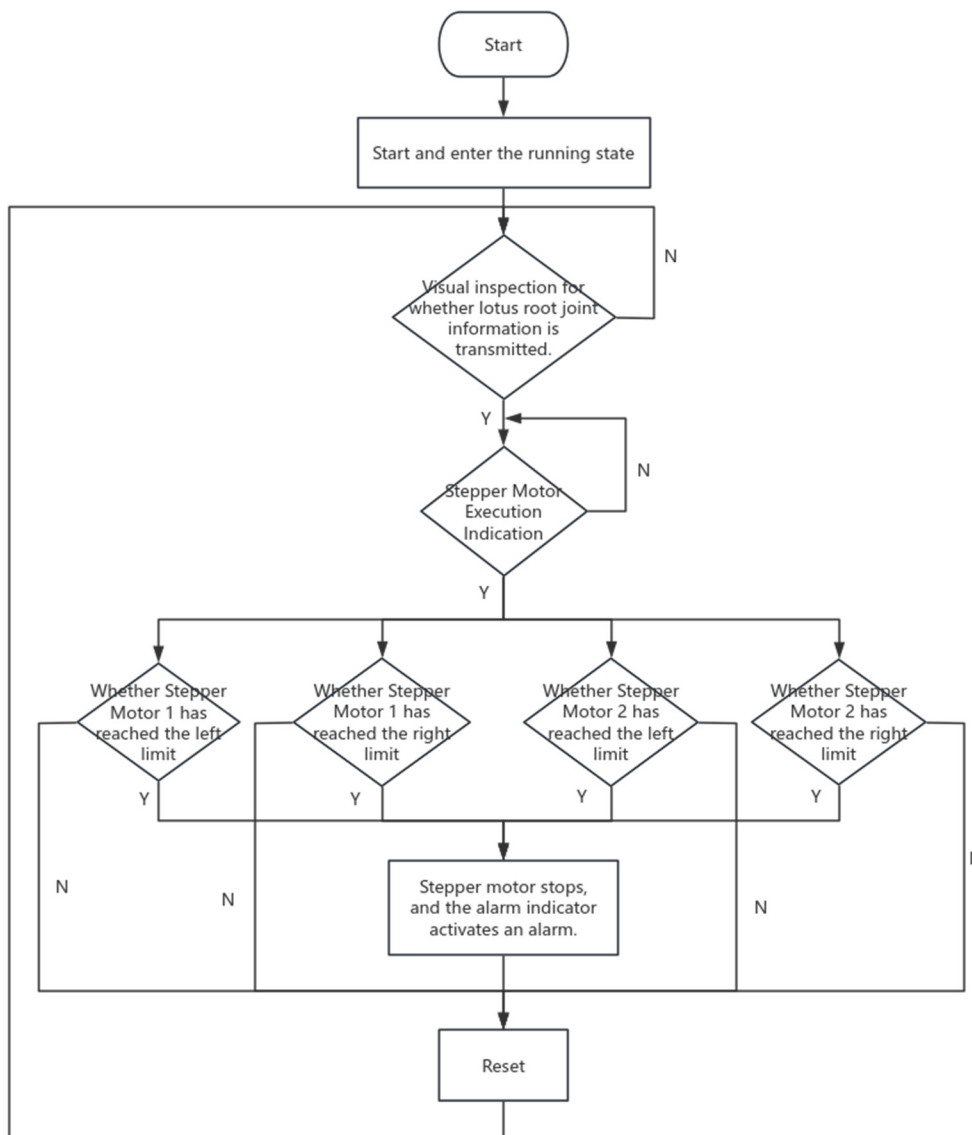 Start
Start and enter the running state
N
Visual inspection for
whether lotus root joint
information is
transmitted.
Y
N
Stepper Motor
Execution
Indication
Y
Whether Stepper
Motor 1 has
reached the left
limit
Whether Stepper
Motor 1 has
reached the right
limit
Whether Stepper
Motor 2 has
reached the left
limit
Whether Stepper
Motor 2 has
reached the right
limit
Y
Y
Y
Y
N
N
N
N
Stepper motor stops,
and the alarm indicator
activates an alarm.
Reset